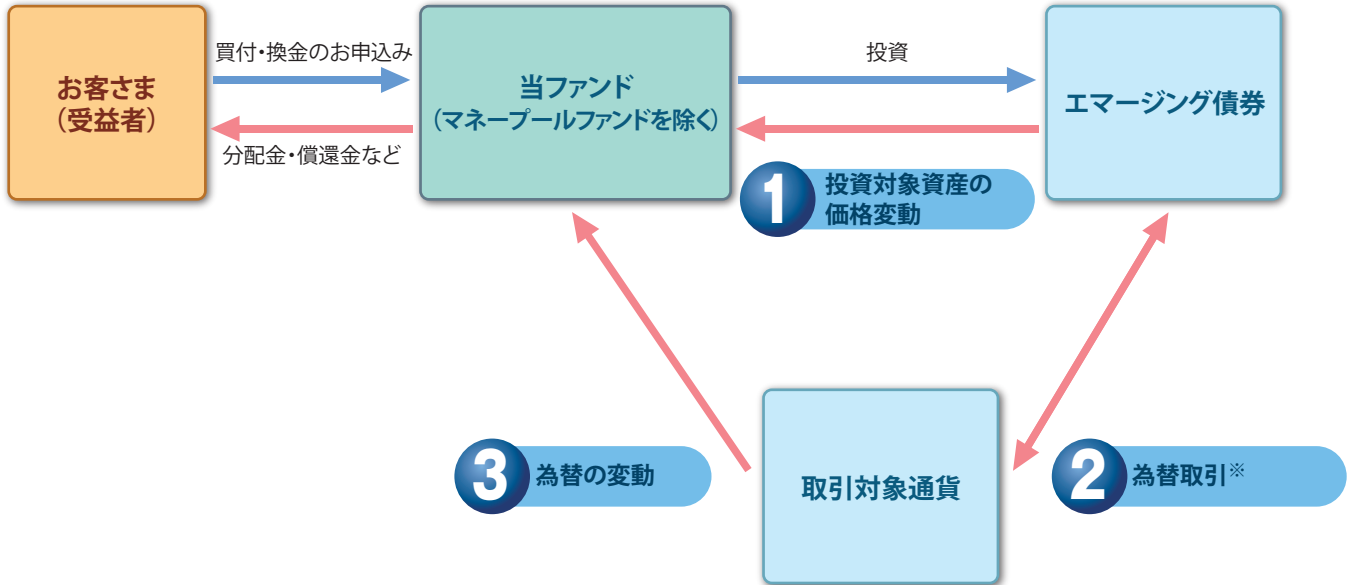 買付・換金のお申込み
お客さま
（受益者）
分配金・償還金など
当ファンド
（マネープールファンドを除く）
投資
エマージング債券
1
投資対象資産の
価格変動
3
為替の変動
取引対象通貨
2
為替取引※